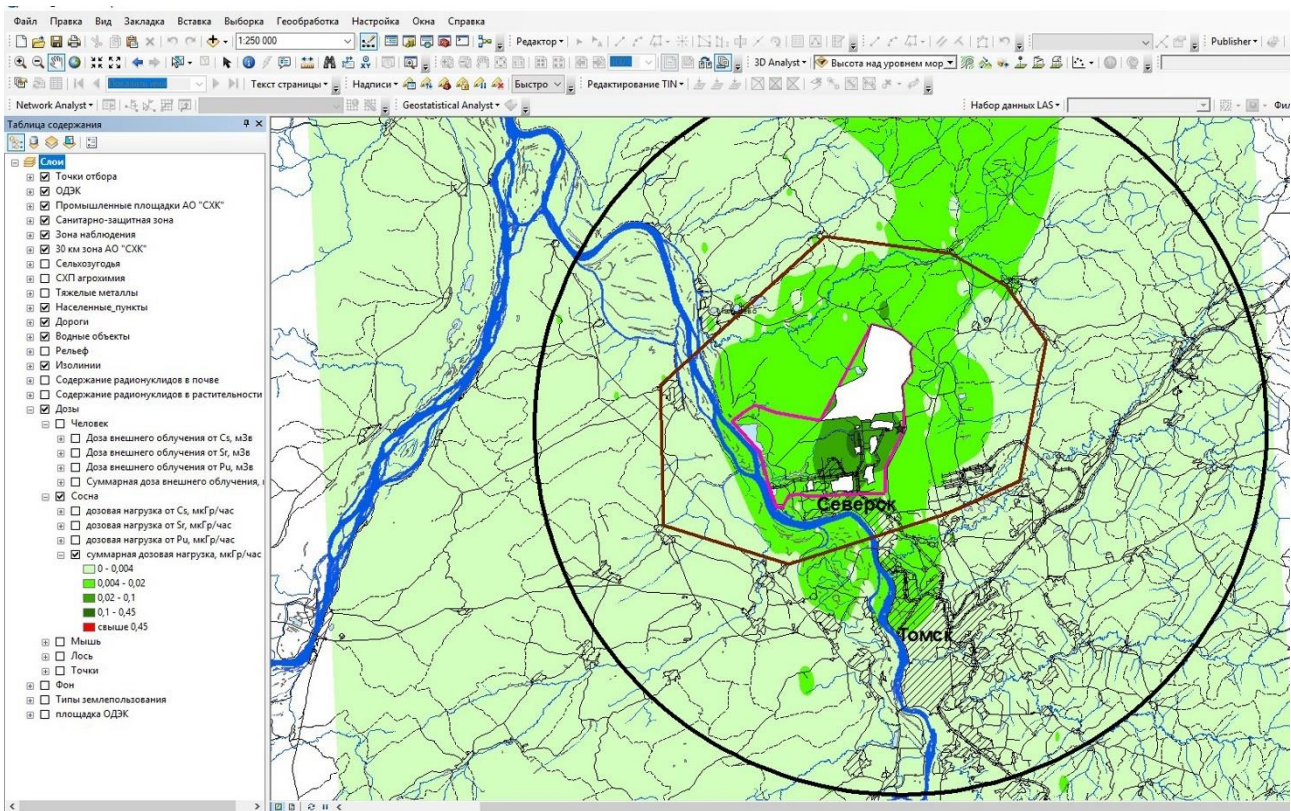 Файл Правка Вид Закладка Вставка Выборка Геообработка Настройка Окна Справка
1:250 000 Редактор Publisher
3D Analyst Высота над уровнем мор
Текст страницы Надписи Быстро Редактирование TIN
Network Analyst Geostatistical Analyst Набор данных LAS
Таблица содержания
Слои
Точки отбора
ОДЭК
Промышленные площадки АО "СХК"
Санитарно-защитная зона
Зона наблюдения
30 км зона АО "СХК"
Сельхозугодья
СХП агрохимия
Тяжелые металлы
Населенные_пункты
Дороги
Водные объекты
Рельеф
Изолинии
Содержание радионуклидов в почве
Содержание радионуклидов в растительности
Дозы
Человек
Доза внешнего облучения от Cs, мЗв
Доза внешнего облучения от Sr, мЗв
Доза внешнего облучения от Pu, мЗв
Суммарная доза внешнего облучения,
Сосна
дозовая нагрузка от Cs, мкГр/час
дозовая нагрузка от Sr, мкГр/час
дозовая нагрузка от Pu, мкГр/час
суммарная дозовая нагрузка, мкГр/час
0 - 0,004
0,004 - 0,02
0,02 - 0,1
0,1 - 0,45
свыше 0,45
Мышь
Лось
Точки
Фон
Типы землепользования
площадка ОДЭК
Северск
Томск